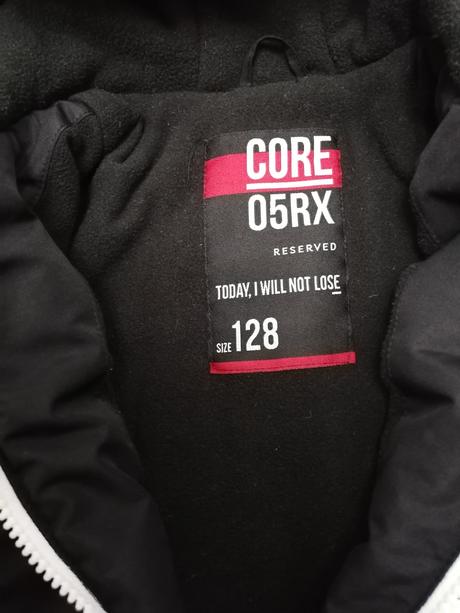 CORE
05RX
RESERVED
TODAY, I WILL NOT LOSE
SIZE 128